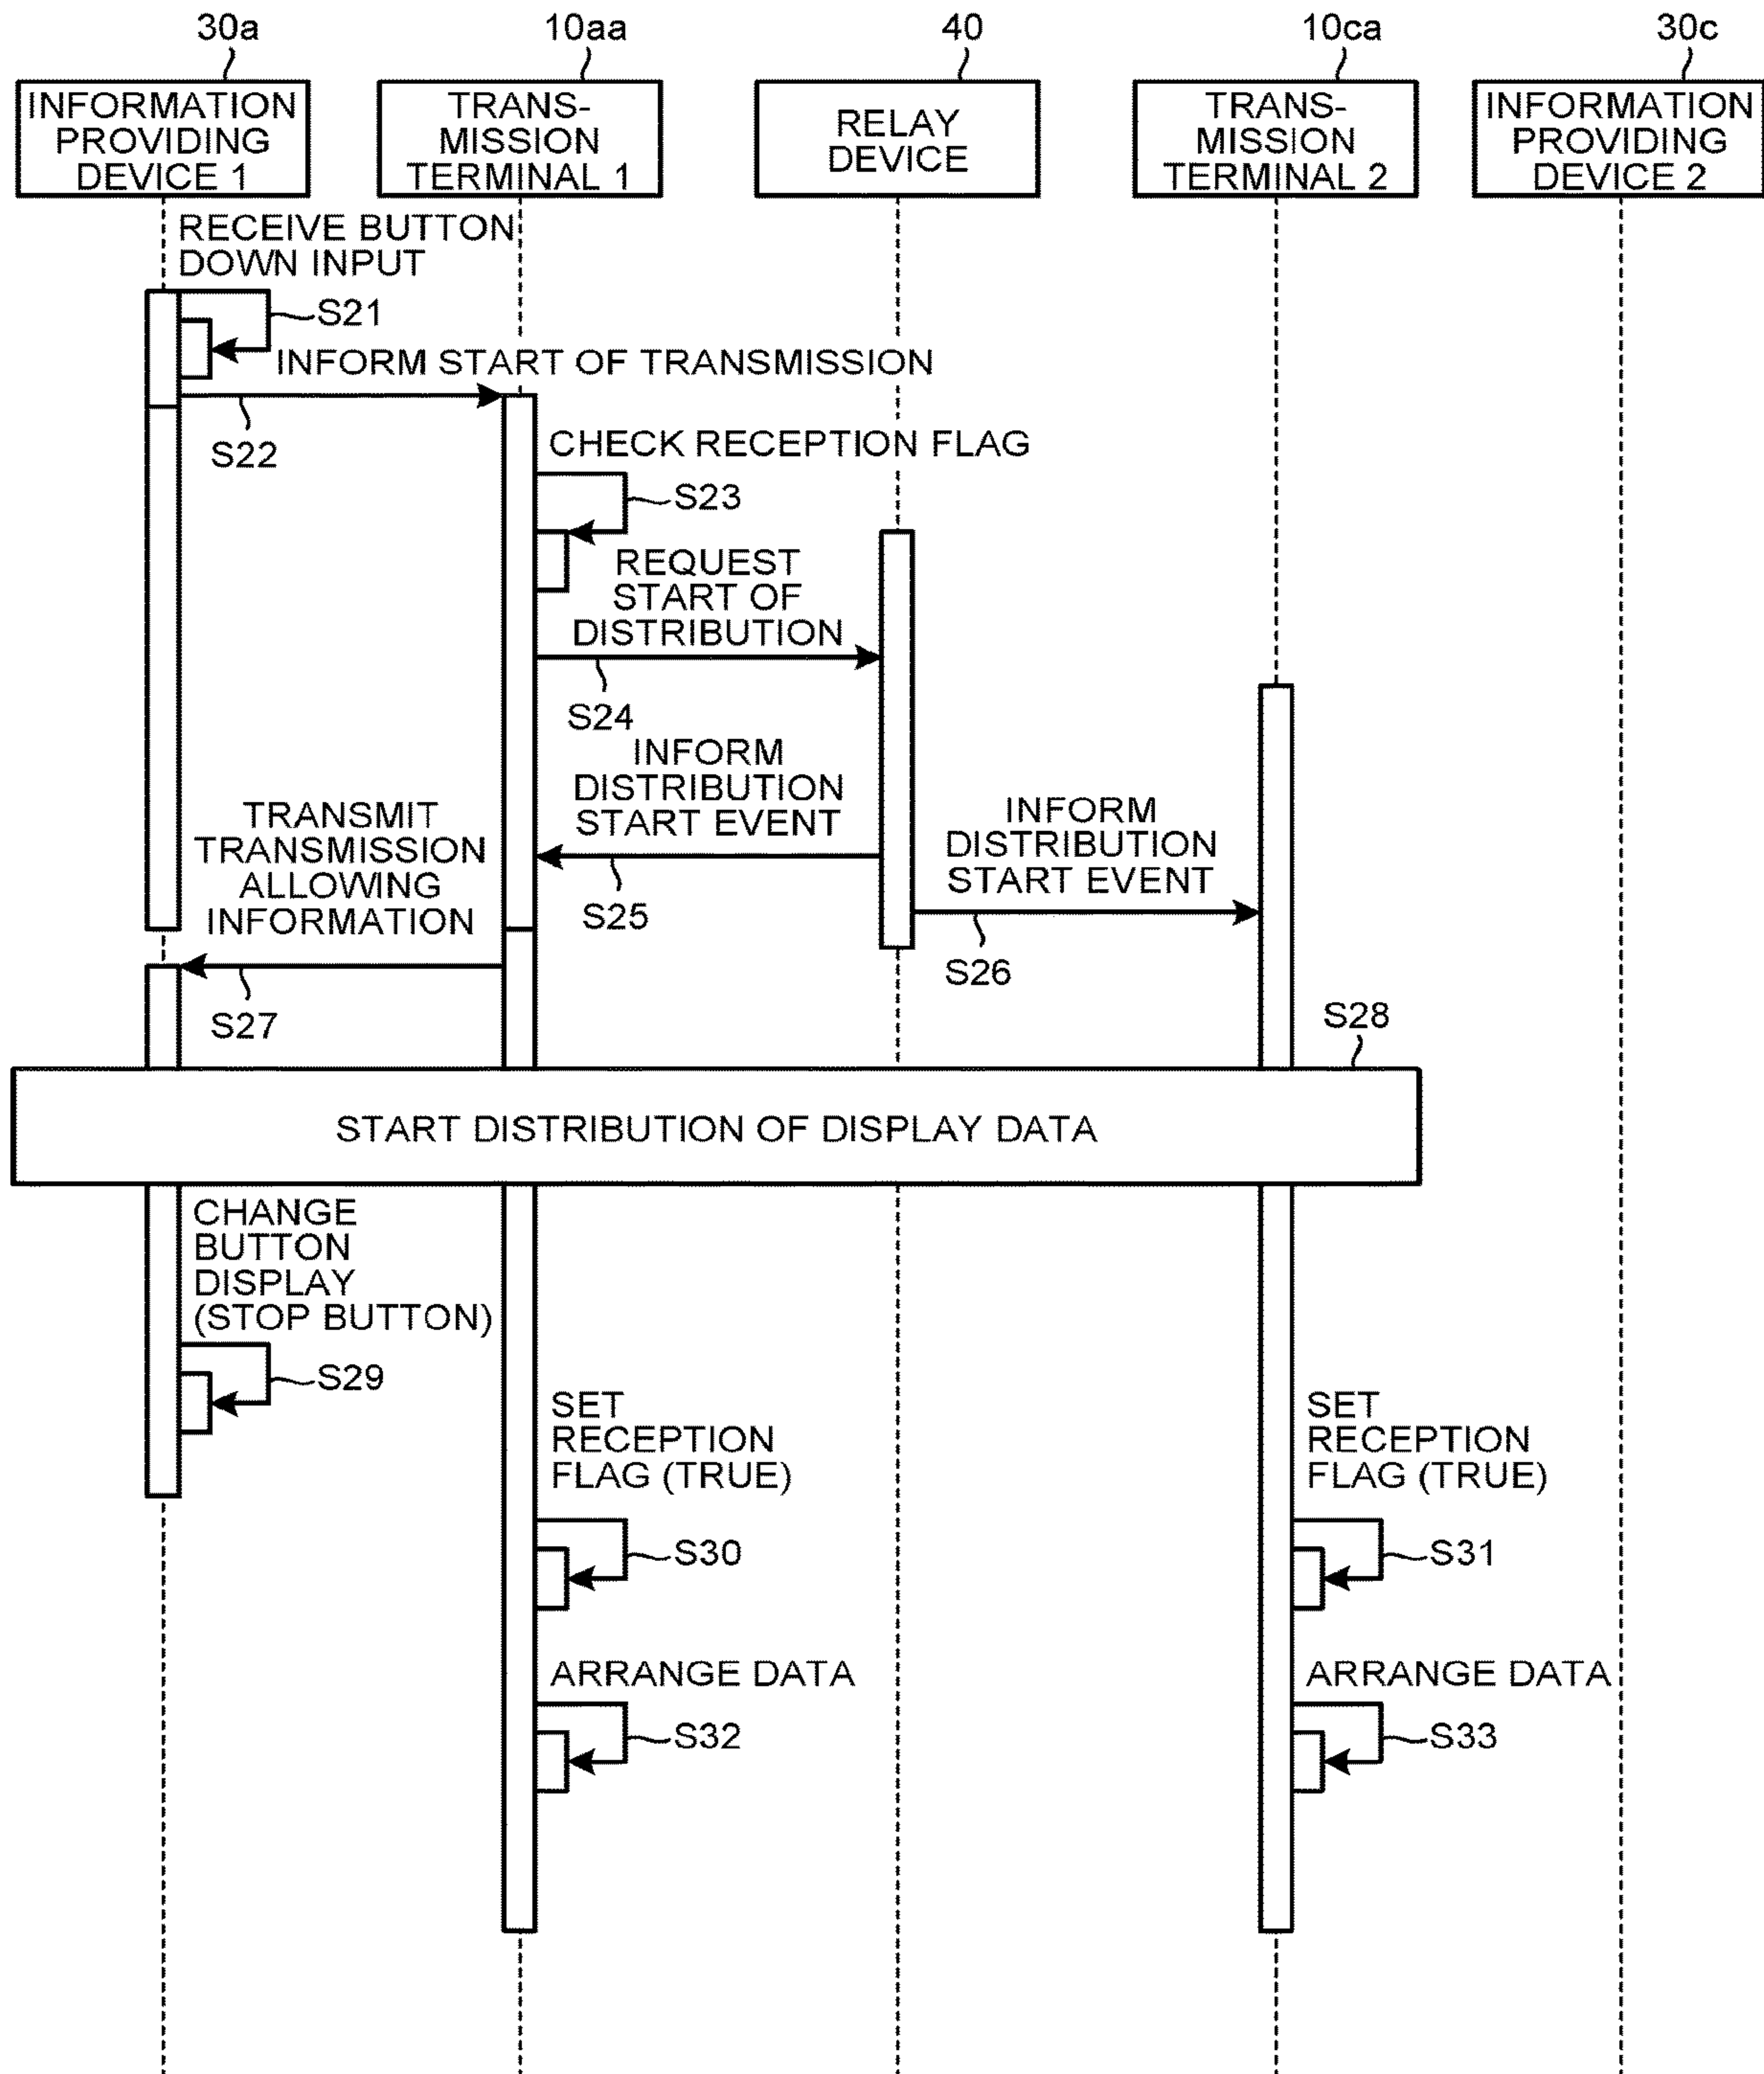 30a
10aa
40
10ca
30c
INFORMATION
PROVIDING
DEVICE 1
TRANS-
MISSION
TERMINAL 1
RELAY
DEVICE
TRANS-
MISSION
TERMINAL 2
INFORMATION
PROVIDING
DEVICE 2
RECEIVE BUTTON
DOWN INPUT
S21
INFORM START OF TRANSMISSION
S22
CHECK RECEPTION FLAG
S23
REQUEST
START OF
DISTRIBUTION
S24
INFORM
DISTRIBUTION
START EVENT
S25
INFORM
DISTRIBUTION
START EVENT
S26
TRANSMIT
TRANSMISSION
ALLOWING
INFORMATION
S27
S28
START DISTRIBUTION OF DISPLAY DATA
CHANGE
BUTTON
DISPLAY
(STOP BUTTON)
S29
SET
RECEPTION
FLAG (TRUE)
S30
SET
RECEPTION
FLAG (TRUE)
S31
ARRANGE DATA
S32
ARRANGE DATA
S33